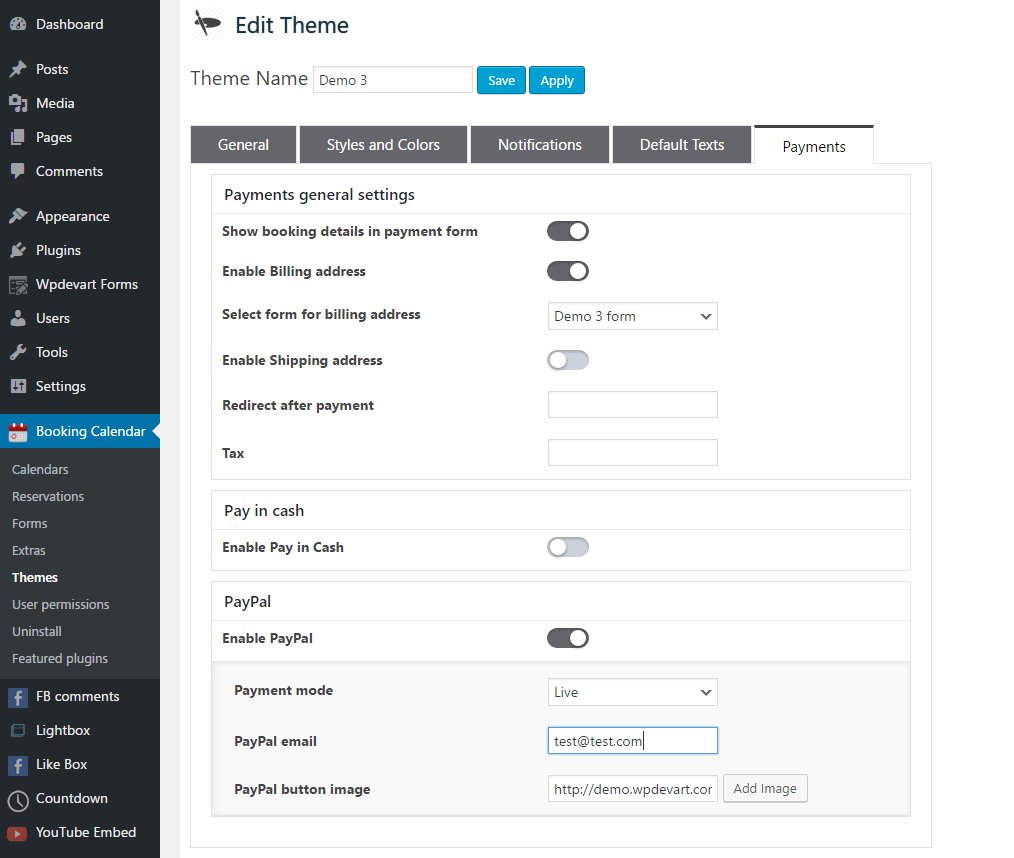 Dashboard
Posts
Media
Pages
Comments
Appearance
Plugins
Wpdevart Forms
Users
Tools
Settings
Booking Calendar
Calendars
Reservations
Forms
Extras
Themes
User permissions
Uninstall
Featured plugins
FB comments
Lightbox
Like Box
Countdown
YouTube Embed
Edit Theme
Theme Name Demo 3 Save Apply
General Styles and Colors Notifications Default Texts Payments
Payments general settings
Show booking details in payment form
Enable Billing address
Select form for billing address Demo 3 form
Enable Shipping address
Redirect after payment
Tax
Pay in cash
Enable Pay in Cash
PayPal
Enable PayPal
Payment mode Live
PayPal email test@test.com
PayPal button image http://demo.wpdevart.cor Add Image